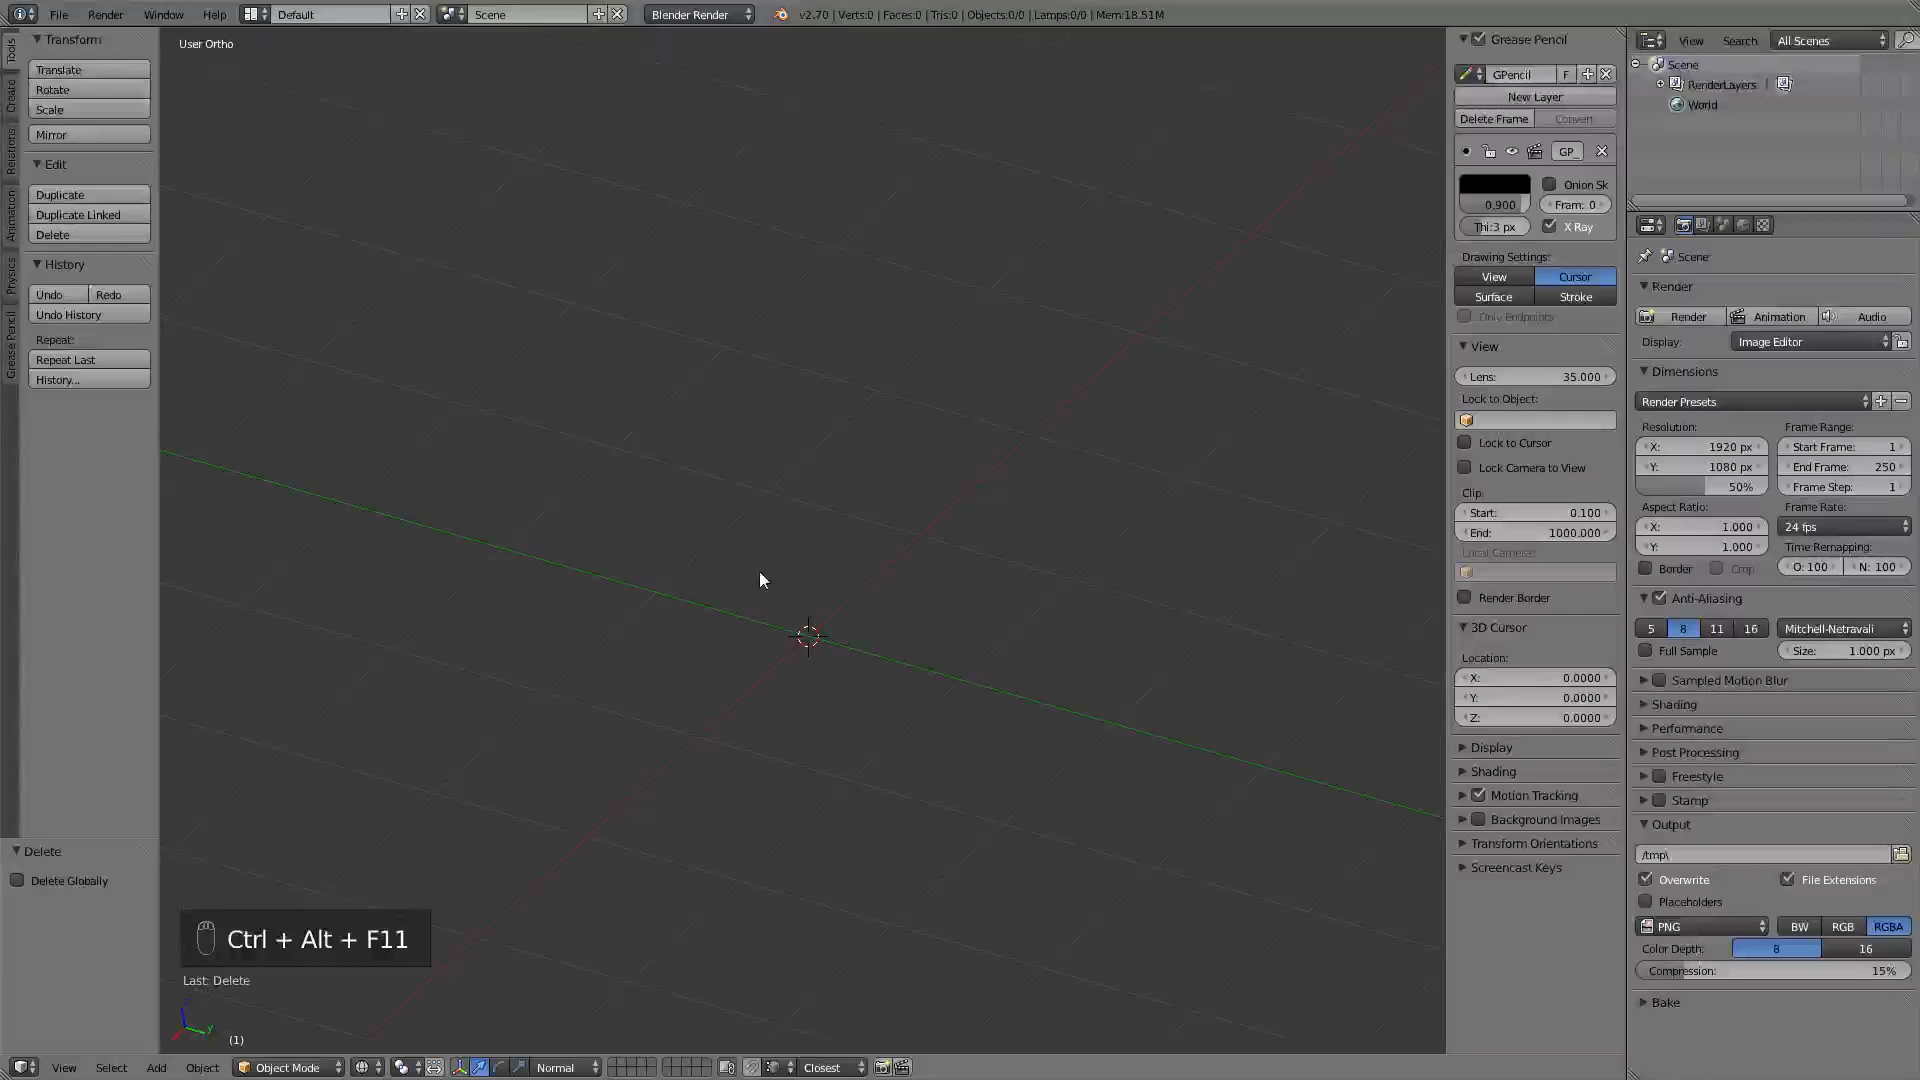 File Render Window Help Default Scene Blender Render v2.70 | Verts:0 | Faces:0 | Tris:0 | Objects:0/0 | Lamps:0/0 | Mem:18.51M
Tools
Create
Relations
Animation
Physics
Grease Pencil
Transform
Translate
Rotate
Scale
Mirror
Edit
Duplicate
Duplicate Linked
Delete
History
Undo Redo
Undo History
Repeat:
Repeat Last
History...
Delete
Delete Globally
User Ortho
Ctrl + Alt + F11
Last: Delete
z
y
(1)
View Select Add Object Object Mode Normal Closest
Grease Pencil
GPencil F
New Layer
Delete Frame Convert
GP_
Onion Sk
0.900 Fram: 0
Thi:3 px X Ray
Drawing Settings:
View Cursor
Surface Stroke
Only Endpoints
View
Lens: 35.000
Lock to Object:
Lock to Cursor
Lock Camera to View
Clip:
Start: 0.100
End: 1000.000
Local Camera:
Render Border
3D Cursor
Location:
X: 0.0000
Y: 0.0000
Z: 0.0000
Display
Shading
Motion Tracking
Background Images
Transform Orientations
Screencast Keys
View Search All Scenes
Scene
RenderLayers |
World
Scene
Render
Render Animation Audio
Display: Image Editor
Dimensions
Render Presets
Resolution: Frame Range:
X: 1920 px Start Frame: 1
Y: 1080 px End Frame: 250
50% Frame Step: 1
Aspect Ratio: Frame Rate:
X: 1.000 24 fps
Y: 1.000 Time Remapping:
Border Crop O: 100 N: 100
Anti-Aliasing
5 8 11 16 Mitchell-Netravali
Full Sample Size: 1.000 px
Sampled Motion Blur
Shading
Performance
Post Processing
Freestyle
Stamp
Output
/tmp\
Overwrite File Extensions
Placeholders
PNG BW RGB RGBA
Color Depth: 8 16
Compression: 15%
Bake